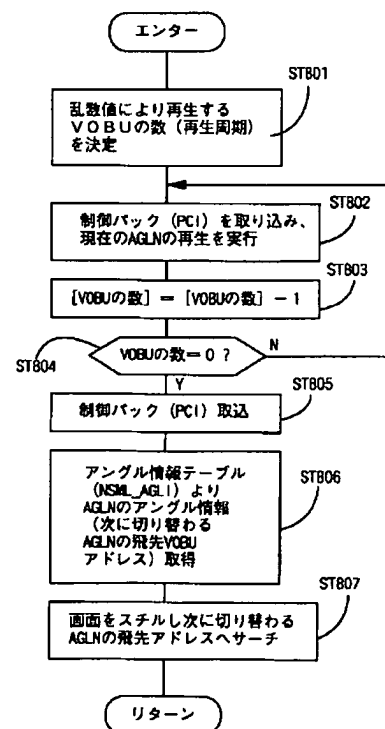 エンター
ST801
乱数値により再生する
VOBUの数（再生周期）
を決定
ST802
制御パック（PCI）を取り込み、
現在のAGLNの再生を実行
ST803
[VOBUの数] ＝ [VOBUの数] − 1
VOBUの数＝0？
N
ST804
Y
ST805
制御パック（PCI）取込
アングル情報テーブル
（NSML_AGLI）より
AGLNのアングル情報
（次に切り替わる
AGLNの飛先VOBU
アドレス）取得
ST806
ST807
画面をスチルし次に切り替わる
AGLNの飛先アドレスへサーチ
リターン